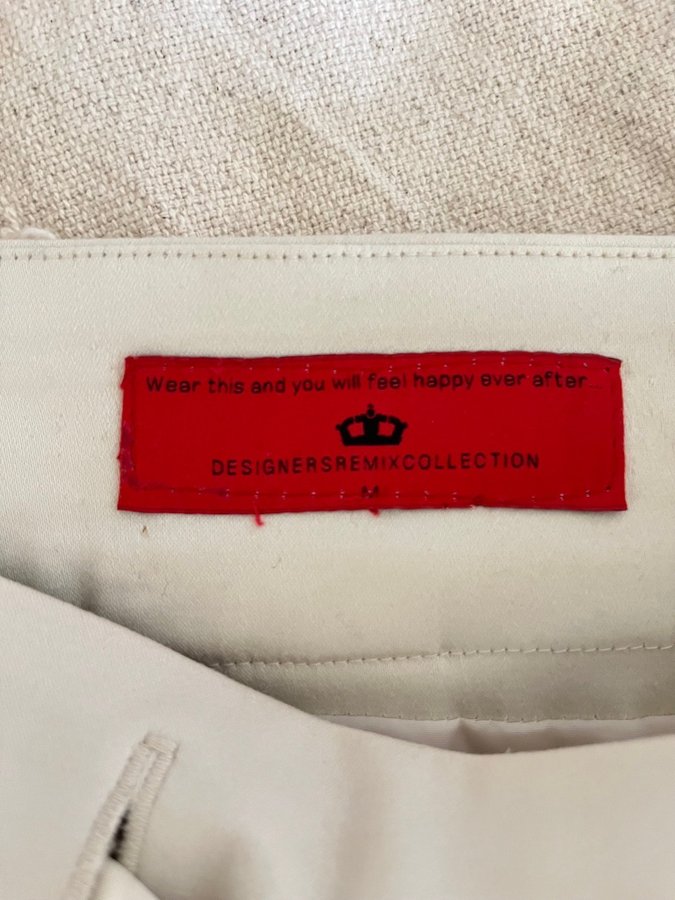 Wear this and you will feel happy ever after...
DESIGNERSREMIXCOLLECTION
M